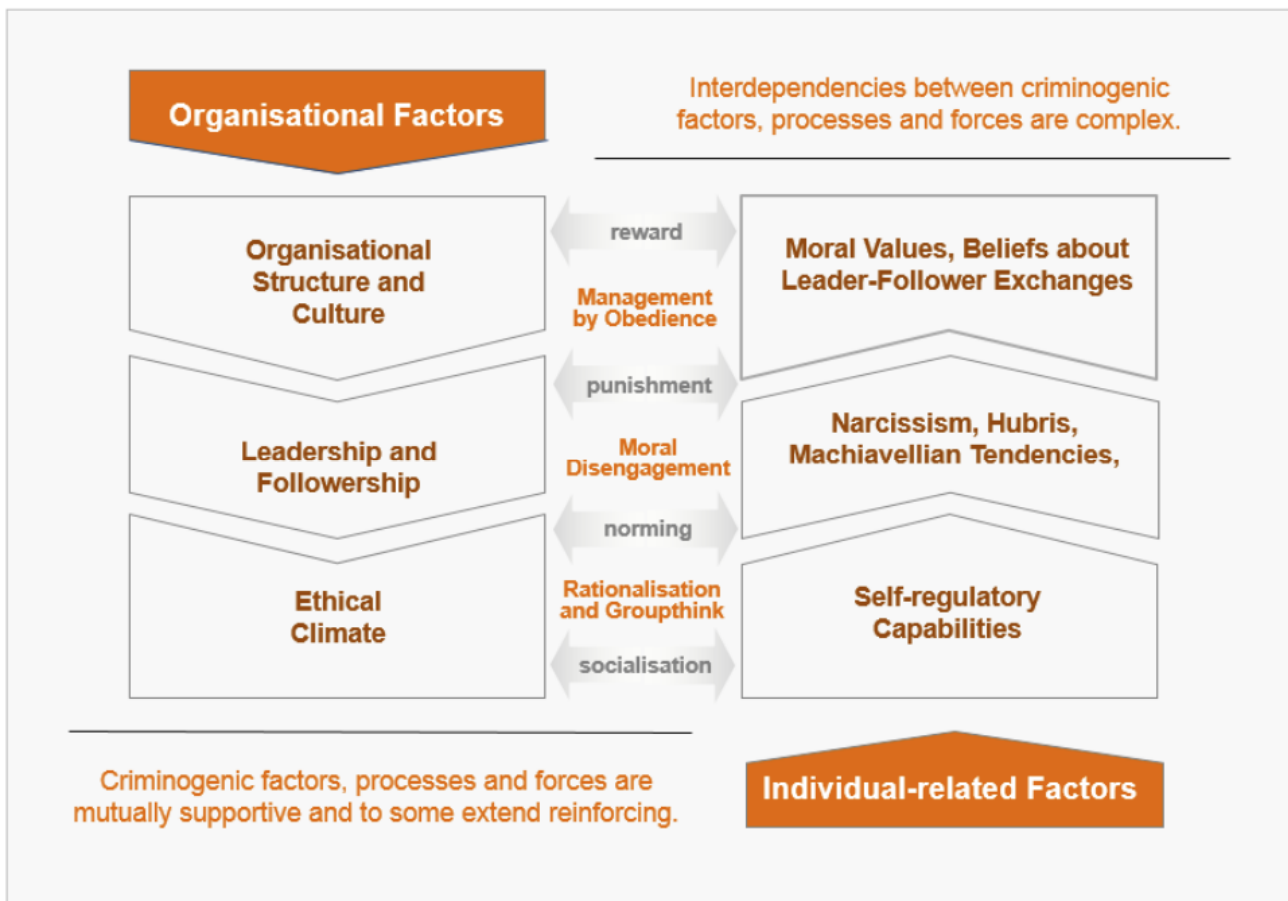 Organisational Factors
Interdependencies between criminogenic
factors, processes and forces are complex.
Organisational
Structure and
Culture
reward
Management
by Obedience
Moral Values, Beliefs about
Leader-Follower Exchanges
punishment
Leadership and
Followership
Moral
Disengagement
Narcissism, Hubris,
Machiavellian Tendencies,
norming
Ethical
Climate
Rationalisation
and Groupthink
Self-regulatory
Capabilities
socialisation
Criminogenic factors, processes and forces are
mutually supportive and to some extend reinforcing.
Individual-related Factors